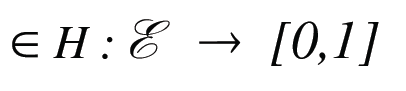 ∈ H : ℰ → [0,1]